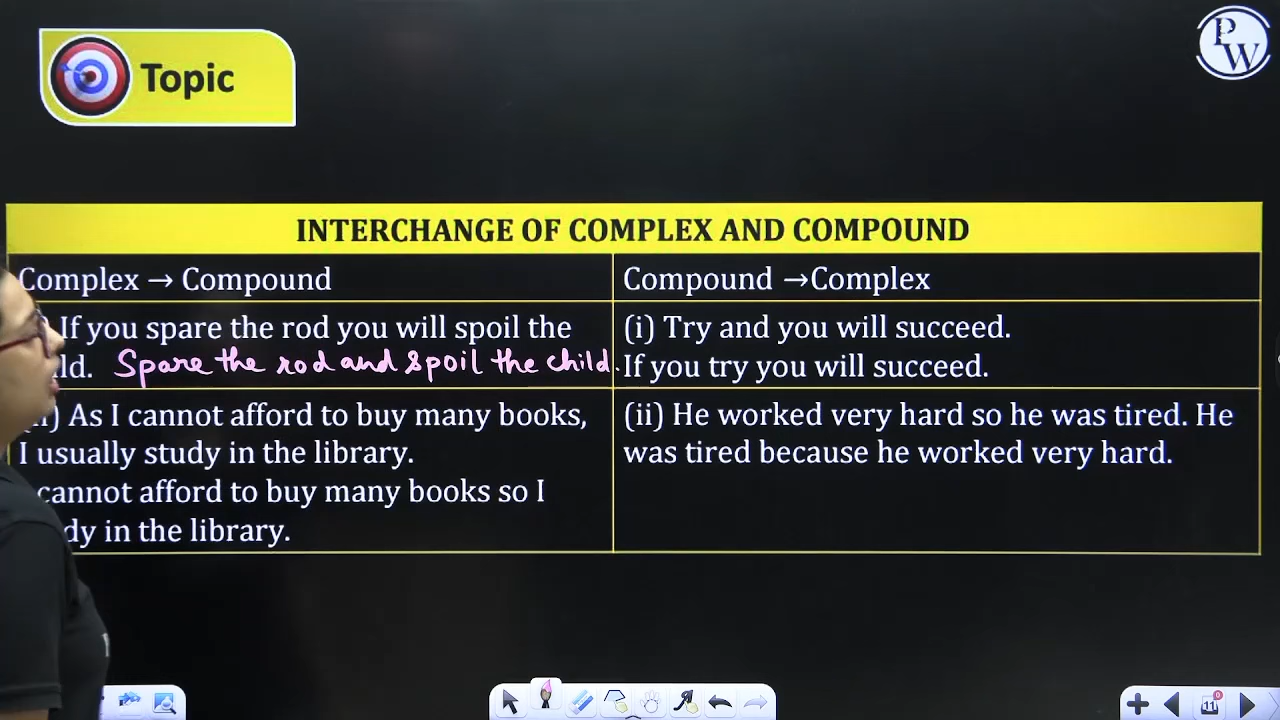 Topic
PW
INTERCHANGE OF COMPLEX AND COMPOUND
Complex → Compound
If you spare the rod you will spoil the
Spare the rod and spoil the child.
As I cannot afford to buy many books,
I usually study in the library.
cannot afford to buy many books so I
in the library.
Compound →Complex
(i) Try and you will succeed.
If you try you will succeed.
(ii) He worked very hard so he was tired. He
was tired because he worked very hard.
11